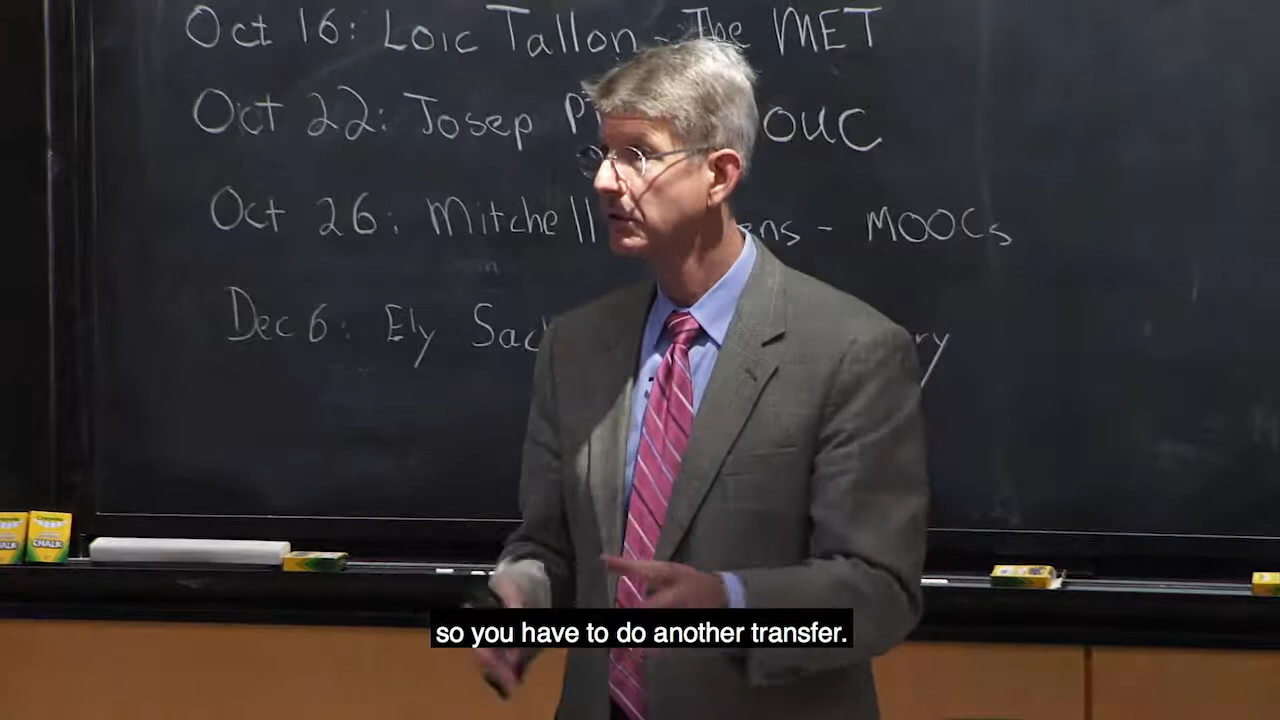 Oct 16: Loic Tallon - The MET
Oct 22: Josep OUC
Oct 26: Mitchell - MOOCs
Dec 6: Ely
CHALK
so you have to do another transfer.